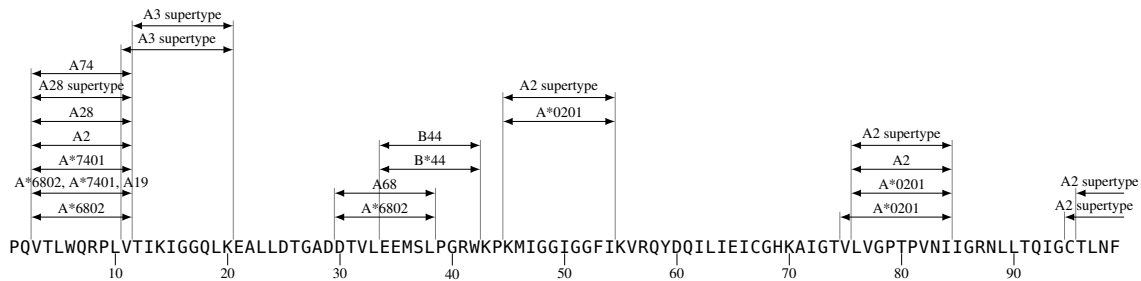 A3 supertype
A3 supertype
A74
A28 supertype
A2 supertype
A28
A*0201
A2
B44
A2 supertype
A*7401
B*44
A2
A*6802, A*7401, A19
A68
A*0201
A2 supertype
A*6802
A*6802
A*0201
A2 supertype
PQVTLWQRPLVTIKIGGQLKEALLDTGADDTVLEEMSLPGRWKPKMIGGIGGFIKVRQYDQILIEICGHKAIGTVLVGPTPVNIIGRNLLTQIGCTLNF
10 20 30 40 50 60 70 80 90